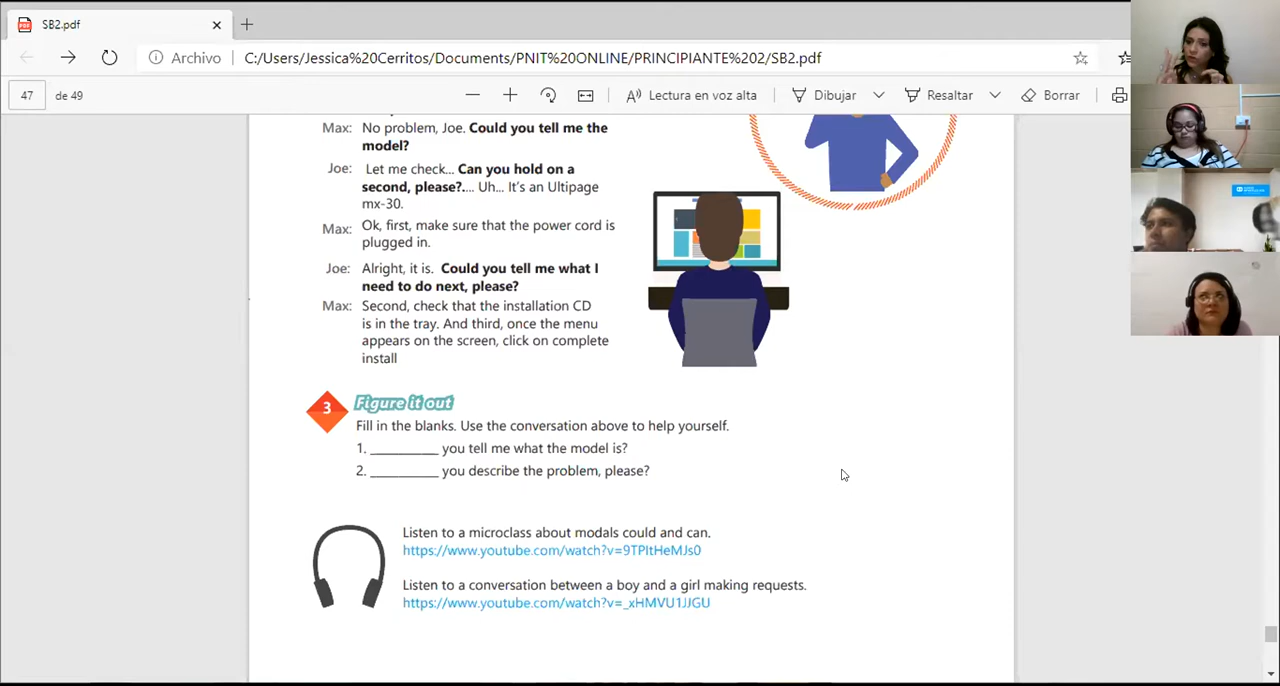 SB2.pdf
Archivo
C:/Users/Jessica%20Cerritos/Documents/PNIT%20ONLINE/PRINCIPIANTE%202/SB2.pdf
47
de 49
Lectura en voz alta
Dibujar
Resaltar
Borrar
Max: No problem, Joe. Could you tell me the
model?
Joe: Let me check... Can you hold on a
second, please?.... Uh... It's an Ultipage
mx-30.
Max: Ok, first, make sure that the power cord is
plugged in.
Joe: Alright, it is. Could you tell me what I
need to do next, please?
Max: Second, check that the installation CD
is in the tray. And third, once the menu
appears on the screen, click on complete
install
3 Figure it out
Fill in the blanks. Use the conversation above to help yourself.
1. __________ you tell me what the model is?
2. __________ you describe the problem, please?
Listen to a microclass about modals could and can.
https://www.youtube.com/watch?v=9TPltHeMJs0
Listen to a conversation between a boy and a girl making requests.
https://www.youtube.com/watch?v=_xHMVU1JJGU